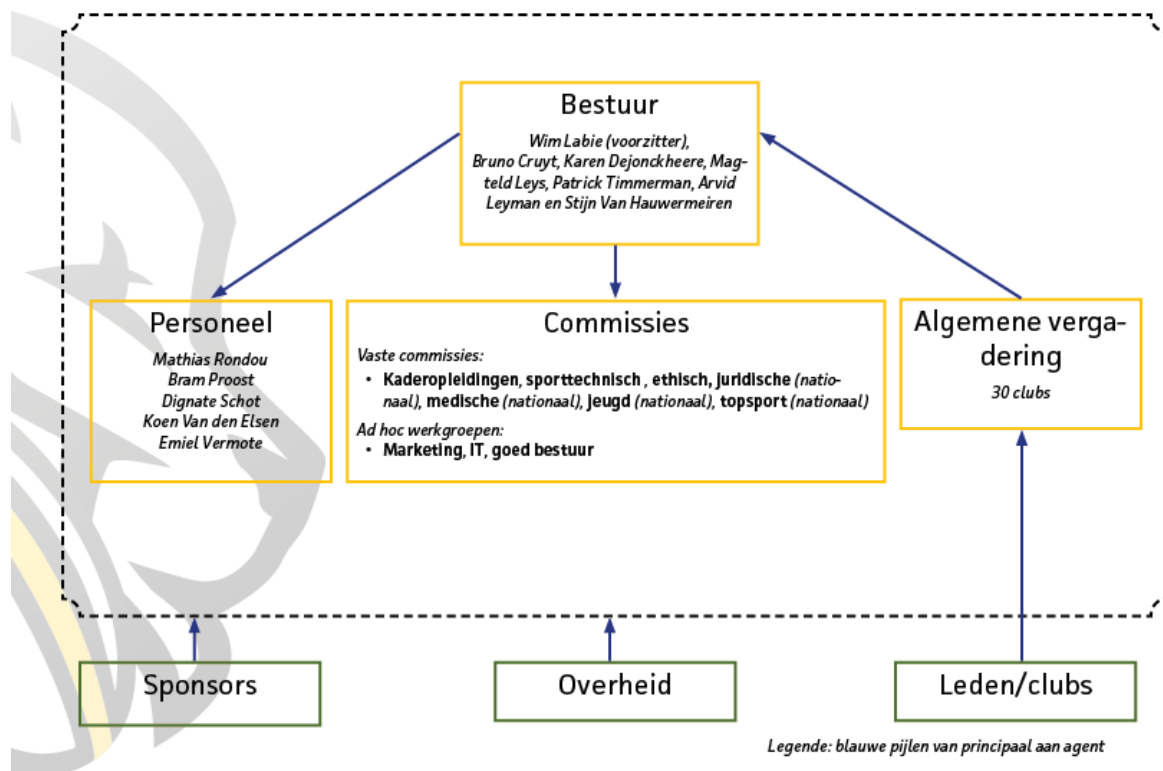 Bestuur
Wim Labie (voorzitter),
Bruno Cruyt, Karen Dejonckheere, Mag-
teld Leys, Patrick Timmerman, Arvid
Leyman en Stijn Van Hauwermeiren
Personeel
Mathias Rondou
Bram Proost
Dignate Schot
Koen Van den Elsen
Emiel Vermote
Commissies
Vaste commissies:
• Kaderopleidingen, sporttechnisch , ethisch, juridische (natio-
naal), medische (nationaal), jeugd (nationaal), topsport (nationaal)
Ad hoc werkgroepen:
• Marketing, IT, goed bestuur
Algemene verga-
dering
30 clubs
Sponsors
Overheid
Leden/clubs
Legende: blauwe pijlen van principaal aan agent